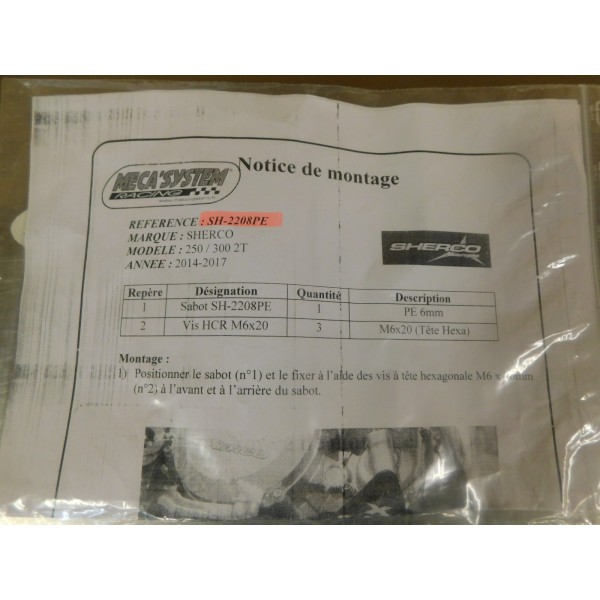 MECA'SYSTEM
RACING
Notice de montage
REFERENCE : SH-2208PE
MARQUE : SHERCO
MODELE : 250 / 300 2T
ANNEE : 2014-2017
SHERCO
Repère Désignation Quantité Description
1 Sabot SH-2208PE 1 PE 6mm
2 Vis HCR M6x20 3 M6x20 (Tête Hexa)
Montage :
1) Positionner le sabot (n°1) et le fixer à l'aide des vis à tête hexagonale M6 x
(n°2) à l'avant et à l'arrière du sabot.